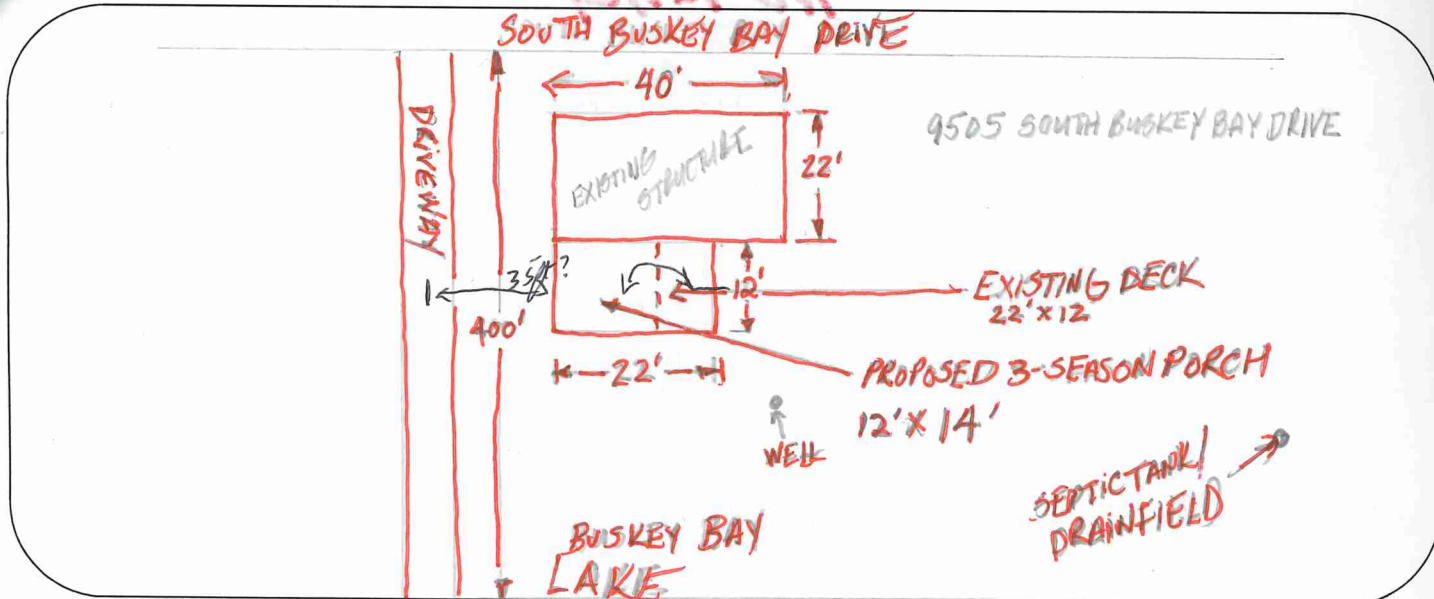 SOUTH BUSKEY BAY DRIVE
40'
9505 SOUTH BUSKEY BAY DRIVE
DRIVEWAY
EXISTING
STRUCTURE
22'
12'
EXISTING DECK
22'X12
400'
22'
PROPOSED 3-SEASON PORCH
12'X 14'
WELL
SEPTIC TANK/
DRAINFIELD
BUSKEY BAY
LAKE